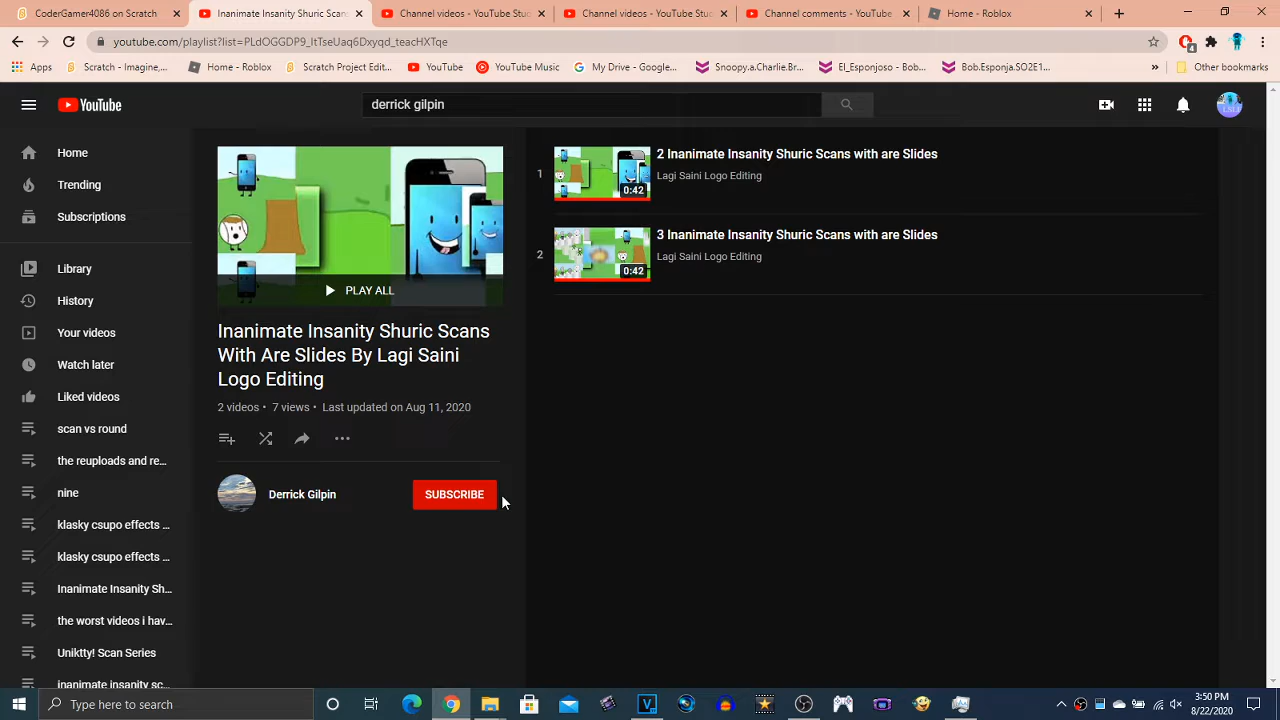 CoderGamer4086 on Scratch
Inanimate Insanity Shuric Scans
Channel videos - YouTube Stu
Channel videos - YouTube Stu
Channel comments - YouTube
Home - Roblox
youtube.com/playlist?list=PLdOGGDP9_ItTseUaq6Dxyqd_teacHXTqe
4
Apps
Scratch - Imagine,...
Home - Roblox
Scratch Project Edit...
YouTube
YouTube Music
My Drive - Google...
Snoopy.a.Charlie.Br...
El_Esponjoso - Bob...
Bob.Esponja.SO2E1...
»
Other bookmarks
YouTube
derrick gilpin
Home
Trending
Subscriptions
Library
History
Your videos
Watch later
Liked videos
scan vs round
the reuploads and re...
nine
klasky csupo effects ...
klasky csupo effects ...
Inanimate Insanity Sh...
the worst videos i hav...
Uniktty! Scan Series
inanimate insanity sc...
PLAY ALL
Inanimate Insanity Shuric Scans
With Are Slides By Lagi Saini
Logo Editing
2 videos • 7 views • Last updated on Aug 11, 2020
Derrick Gilpin
SUBSCRIBE
1
0:42
2 Inanimate Insanity Shuric Scans with are Slides
Lagi Saini Logo Editing
2
0:42
3 Inanimate Insanity Shuric Scans with are Slides
Lagi Saini Logo Editing
Type here to search
3:50 PM
8/22/2020